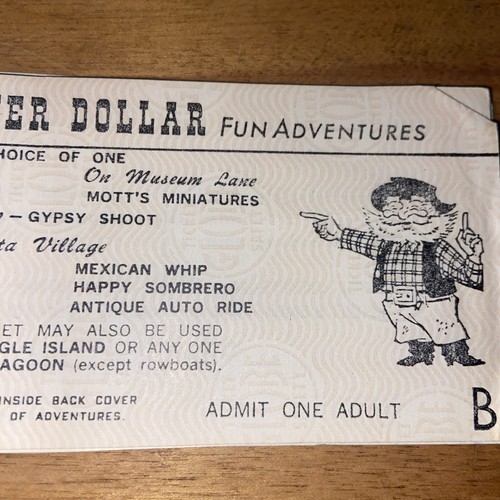 ER DOLLAR FUN ADVENTURES
HOICE OF ONE
On Museum Lane
MOTT'S MINIATURES
– GYPSY SHOOT
ta Village
MEXICAN WHIP
HAPPY SOMBRERO
ANTIQUE AUTO RIDE
ET MAY ALSO BE USED
GLE ISLAND OR ANY ONE
AGOON (except rowboats).
INSIDE BACK COVER
OF ADVENTURES.
ADMIT ONE ADULT
B